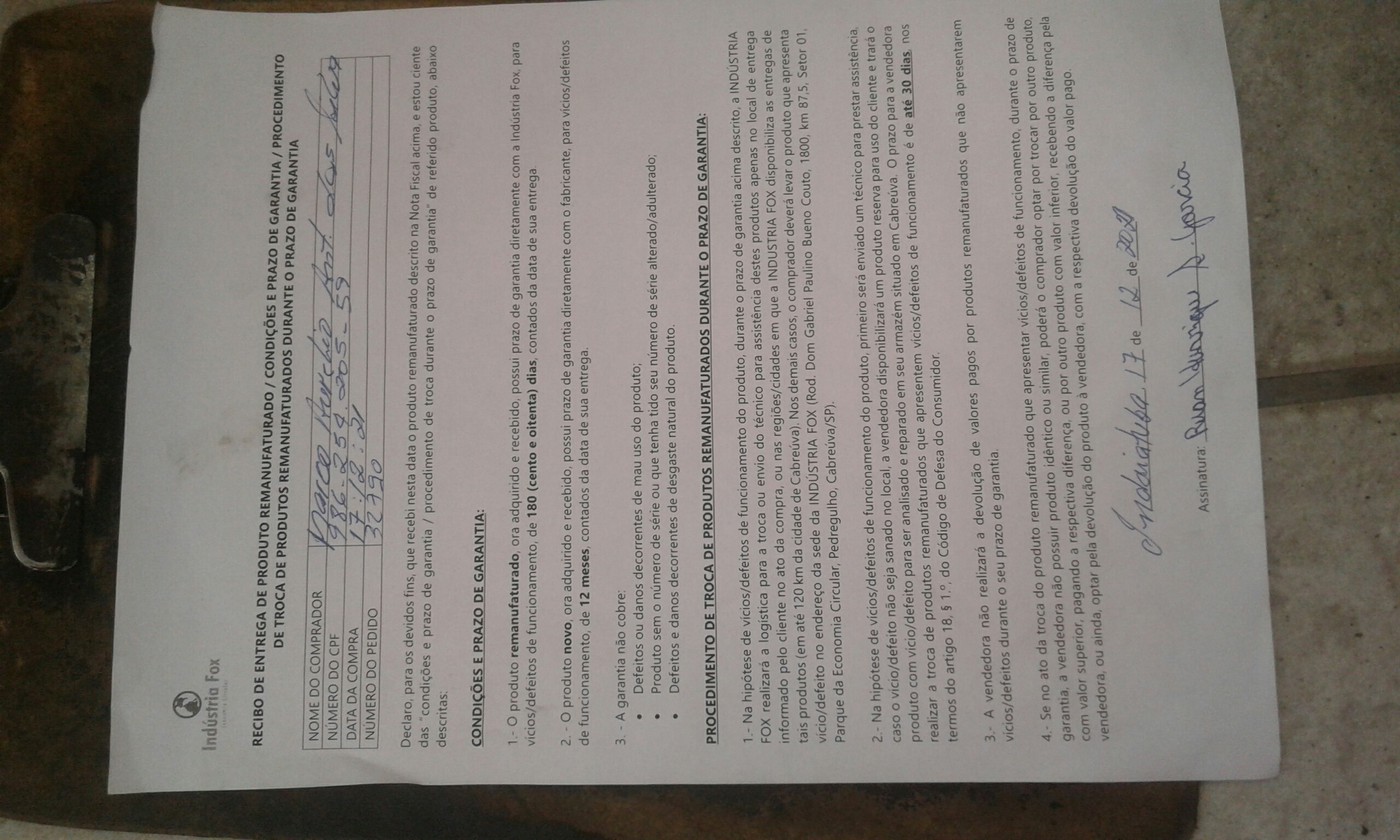 Indústria Fox
RECIBO DE ENTREGA DE PRODUTO REMANUFATURADO / CONDIÇÕES E PRAZO DE GARANTIA / PROCEDIMENTO
DE TROCA DE PRODUTOS REMANUFATURADOS DURANTE O PRAZO DE GARANTIA
NOME DO COMPRADOR Marco
NÚMERO DO CPF 986-254-205-59
DATA DA COMPRA 17:12:21
NÚMERO DO PEDIDO 32790
Declaro, para os devidos fins, que recebi nesta data o produto remanufaturado descrito na Nota Fiscal acima, e estou ciente
das "condições e prazo de garantia / procedimento de troca durante o prazo de garantia" de referido produto, abaixo
descritas:
CONDIÇÕES E PRAZO DE GARANTIA:
1.- O produto remanufaturado, ora adquirido e recebido, possui prazo de garantia diretamente com a Indústria Fox, para
vícios/defeitos de funcionamento, de 180 (cento e oitenta) dias, contados da data de sua entrega.
2. - O produto novo, ora adquirido e recebido, possui prazo de garantia diretamente com o fabricante, para vícios/defeitos
de funcionamento, de 12 meses, contados da data de sua entrega.
3. - A garantia não cobre:
• Defeitos ou danos decorrentes de mau uso do produto;
• Produto sem o número de série ou que tenha tido seu número de série alterado/adulterado;
• Defeitos e danos decorrentes de desgaste natural do produto.
PROCEDIMENTO DE TROCA DE PRODUTOS REMANUFATURADOS DURANTE O PRAZO DE GARANTIA:
1.- Na hipótese de vícios/defeitos de funcionamento do produto, durante o prazo de garantia acima descrito, a INDÚSTRIA
FOX realizará a logística para a troca ou envio do técnico para assistência destes produtos apenas no local de entrega
informado pelo cliente no ato da compra, ou nas regiões/cidades em que a INDÚSTRIA FOX disponibiliza as entregas de
tais produtos (em até 120 km da cidade de Cabreúva). Nos demais casos, o comprador deverá levar o produto que apresenta
vício/defeito no endereço da sede da INDÚSTRIA FOX (Rod. Dom Gabriel Paulino Bueno Couto, 1800, km 87,5, Setor 01,
Parque da Economia Circular, Pedregulho, Cabreúva/SP).
2.- Na hipótese de vícios/defeitos de funcionamento do produto, primeiro será enviado um técnico para prestar assistência,
caso o vício/defeito não seja sanado no local, a vendedora disponibilizará um produto reserva para uso do cliente e trará o
produto com vício/defeito para ser analisado e reparado em seu armazém situado em Cabreúva. O prazo para a vendedora
realizar a troca de produtos remanufaturados que apresentem vícios/defeitos de funcionamento é de até 30 dias, nos
termos do artigo 18, § 1.º, do Código de Defesa do Consumidor.
3.- A vendedora não realizará a devolução de valores pagos por produtos remanufaturados que não apresentarem
vícios/defeitos durante o seu prazo de garantia.
4.- Se no ato da troca do produto remanufaturado que apresentar vícios/defeitos de funcionamento, durante o prazo de
garantia, a vendedora não possuir produto idêntico ou similar, poderá o comprador optar por trocar por outro produto,
com valor superior, pagando a respectiva diferença, ou por outro produto com valor inferior, recebendo a diferença pela
vendedora, ou ainda, optar pela devolução do produto à vendedora, com a respectiva devolução do valor pago.
Indaiatuba 17 de 12 de 2021
Assinatura: Ruan Henrique A. Garcia